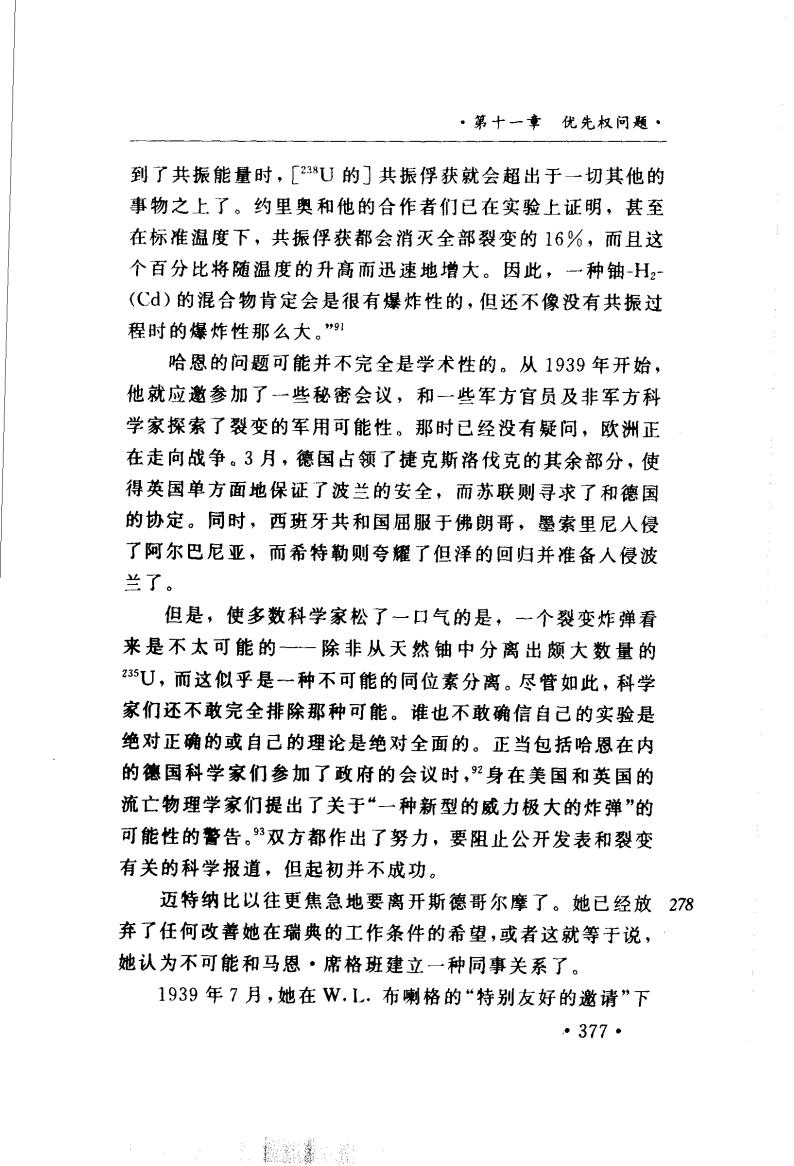 ·第十一章　优先权问题·
到了共振能量时，[²³⁸U 的]共振俘获就会超出于一切其他的
事物之上了。约里奥和他的合作者们已在实验上证明，甚至
在标准温度下，共振俘获都会消灭全部裂变的 16%，而且这
个百分比将随温度的升高而迅速地增大。因此，一种铀-H₂-
(Cd)的混合物肯定会是很有爆炸性的，但还不像没有共振过
程时的爆炸性那么大。”⁹¹
哈恩的问题可能并不完全是学术性的。从 1939 年开始，
他就应邀参加了一些秘密会议，和一些军方官员及非军方科
学家探索了裂变的军用可能性。那时已经没有疑问，欧洲正
在走向战争。3 月，德国占领了捷克斯洛伐克的其余部分，使
得英国单方面地保证了波兰的安全，而苏联则寻求了和德国
的协定。同时，西班牙共和国屈服于佛朗哥，墨索里尼入侵
了阿尔巴尼亚，而希特勒则夸耀了但泽的回归并准备入侵波
兰了。
但是，使多数科学家松了一口气的是，一个裂变炸弹看
来是不太可能的——除非从天然铀中分离出颇大数量的
²³⁵U，而这似乎是一种不可能的同位素分离。尽管如此，科学
家们还不敢完全排除那种可能。谁也不敢确信自己的实验是
绝对正确的或自己的理论是绝对全面的。正当包括哈恩在内
的德国科学家们参加了政府的会议时，⁹²身在美国和英国的
流亡物理学家们提出了关于“一种新型的威力极大的炸弹”的
可能性的警告。⁹³双方都作出了努力，要阻止公开发表和裂变
有关的科学报道，但起初并不成功。
迈特纳比以往更焦急地要离开斯德哥尔摩了。她已经放 278
弃了任何改善她在瑞典的工作条件的希望，或者这就等于说，
她认为不可能和马恩·席格班建立一种同事关系了。
1939 年 7 月，她在 W.L. 布喇格的“特别友好的邀请”下
·377·